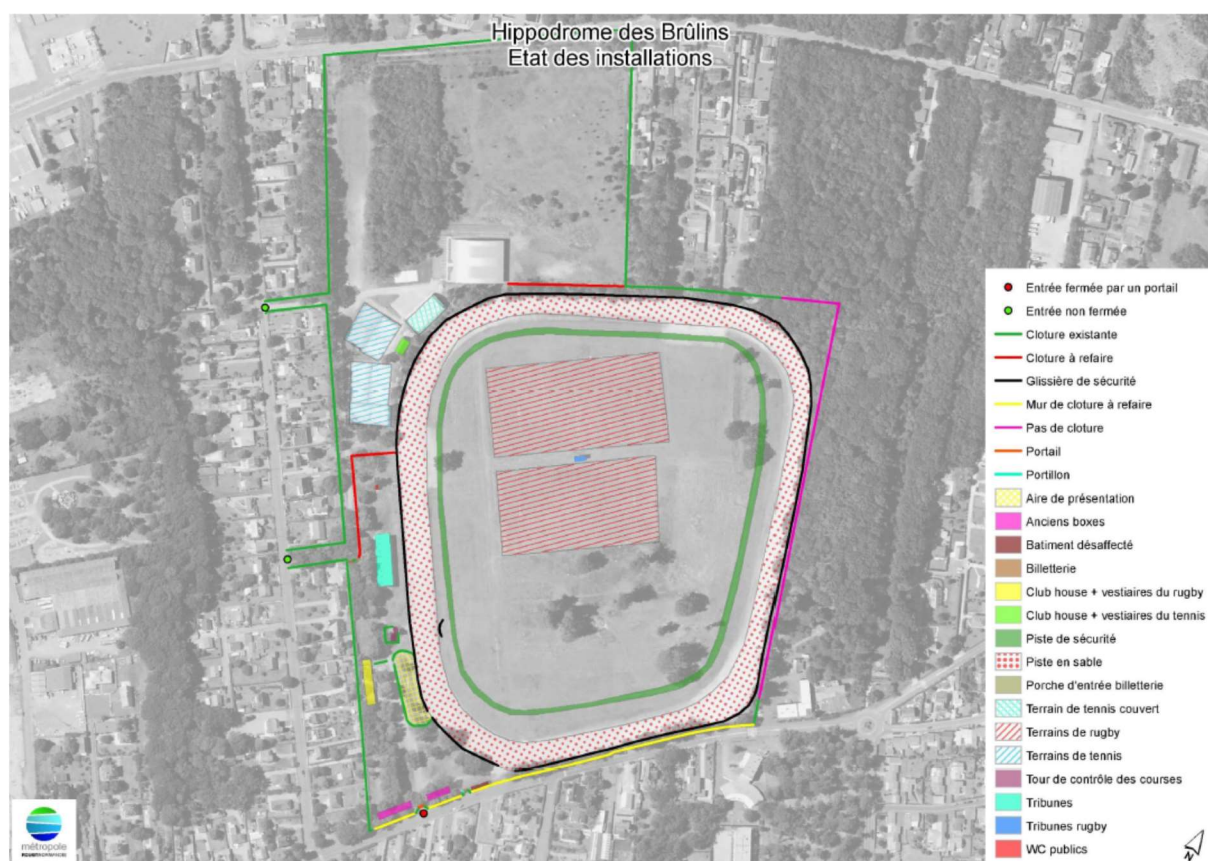 Hippodrome des Brûlins
Etat des installations
Entrée fermée par un portail
Entrée non fermée
Cloture existante
Cloture à refaire
Glissière de sécurité
Mur de cloture à refaire
Pas de cloture
Portail
Portillon
Aire de présentation
Anciens boxes
Batiment désaffecté
Billetterie
Club house + vestiaires du rugby
Club house + vestiaires du tennis
Piste de sécurité
Piste en sable
Porche d'entrée billetterie
Terrain de tennis couvert
Terrains de rugby
Terrains de tennis
Tour de contrôle des courses
Tribunes
Tribunes rugby
WC publics
métropole